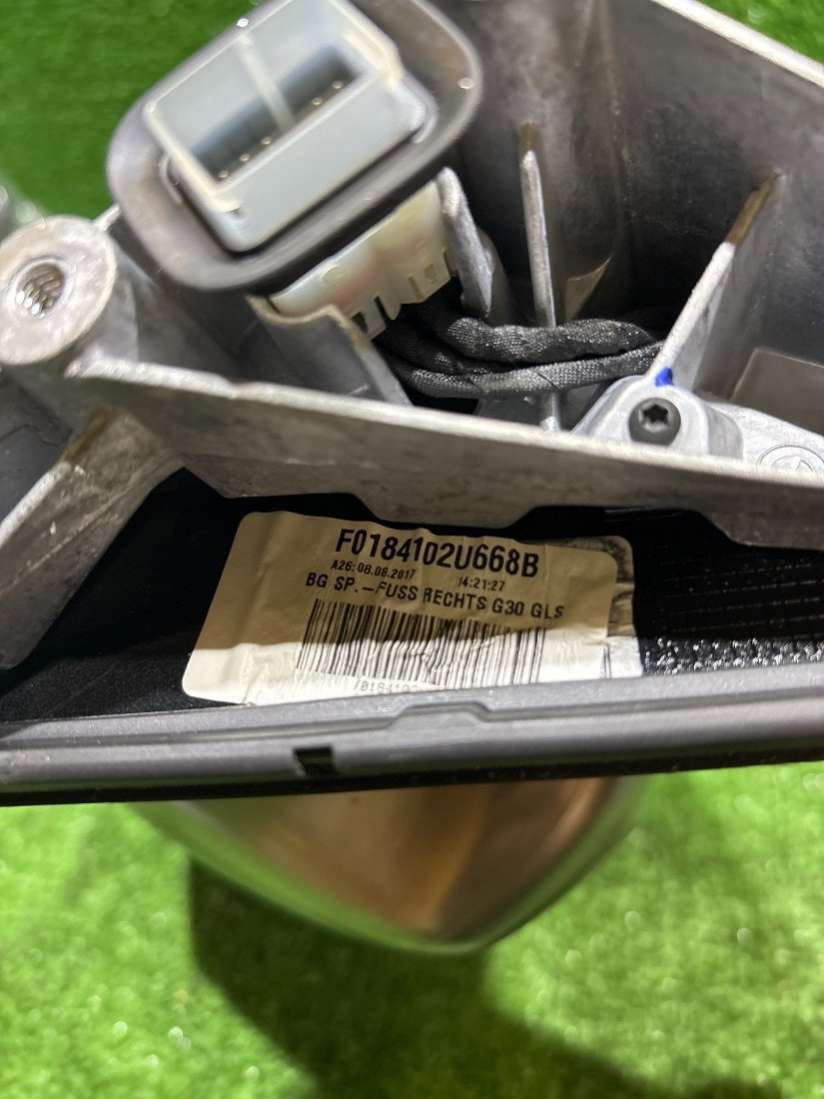 F0184102U668B
A26: 08.08.2017 14:21:27
BG SP.-FUSS RECHTS G30 GLS